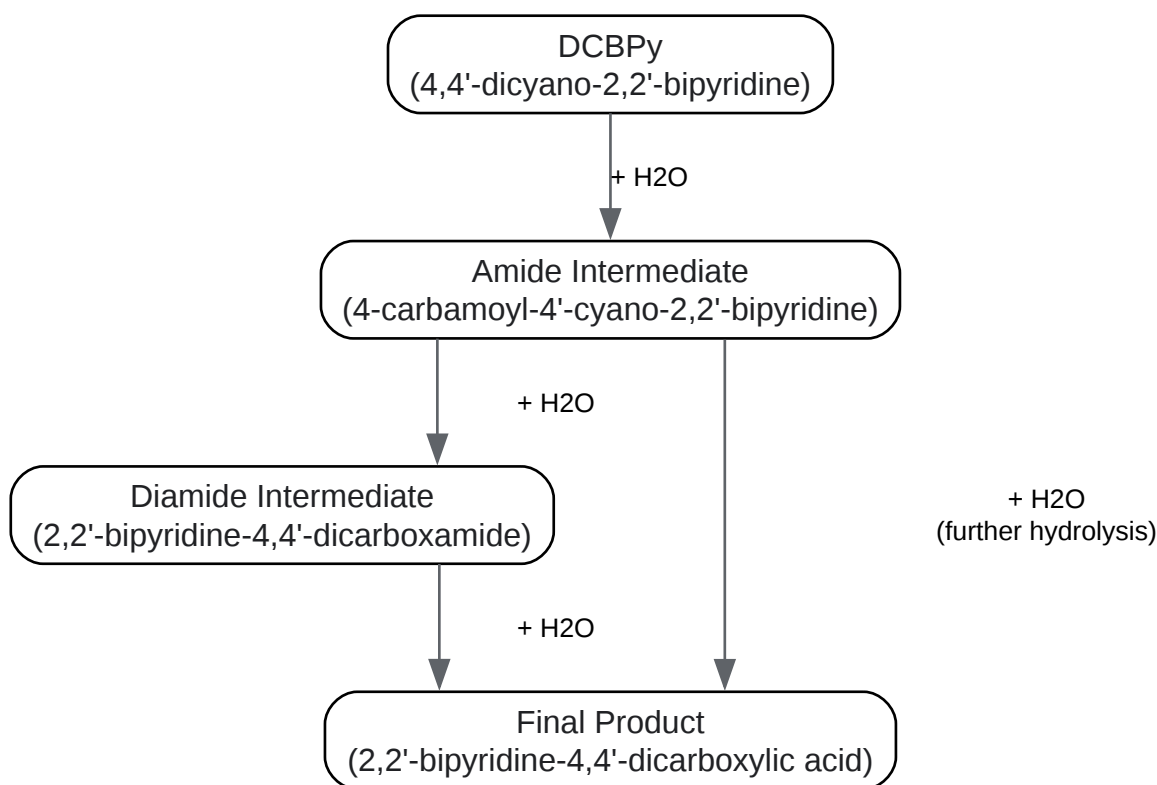 DCBPy
(4,4'-dicyano-2,2'-bipyridine)
+ H2O
Amide Intermediate
(4-carbamoyl-4'-cyano-2,2'-bipyridine)
+ H2O
Diamide Intermediate
(2,2'-bipyridine-4,4'-dicarboxamide)
+ H2O
(further hydrolysis)
+ H2O
Final Product
(2,2'-bipyridine-4,4'-dicarboxylic acid)